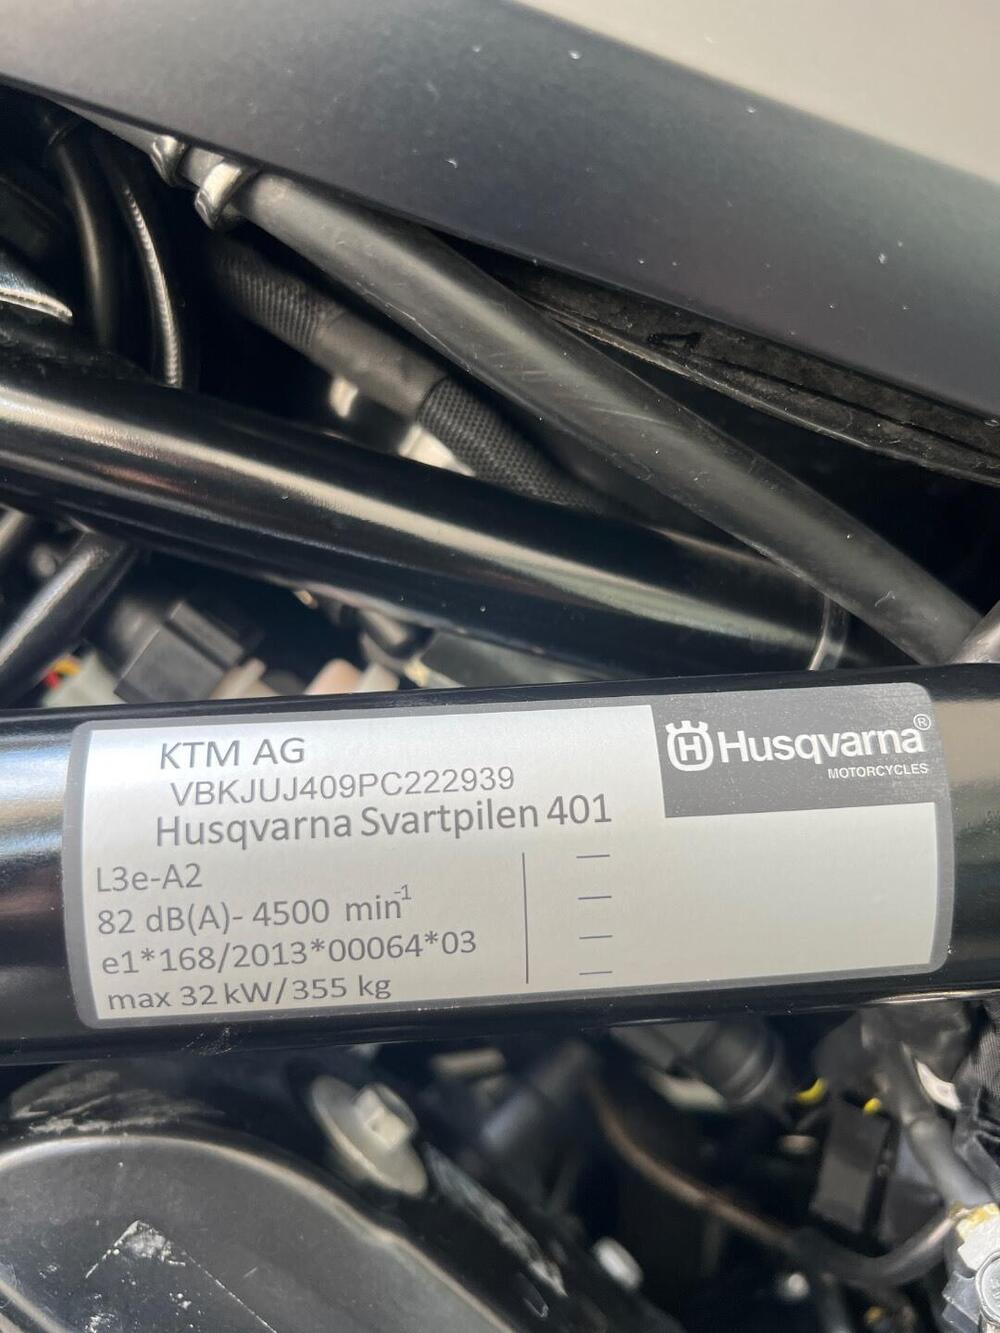 KTM AG
VBKJUJ409PC222939
Husqvarna Svartpilen 401
L3e-A2
82 dB(A)- 4500 min-1
e1*168/2013*00064*03
max 32 kW/355 kg
H Husqvarna®
MOTORCYCLES